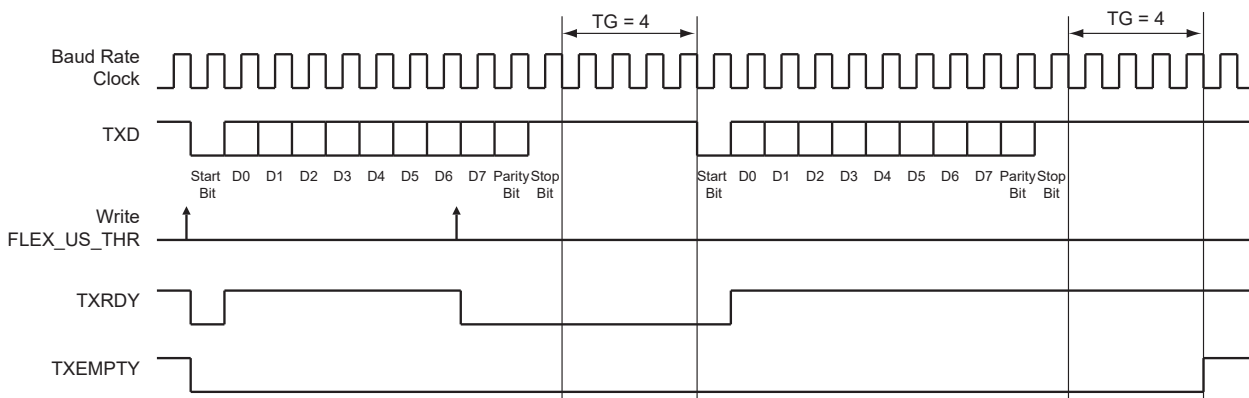 TG = 4
TG = 4
Baud Rate
Clock
TXD
Start
Bit
D0
D1
D2
D3
D4
D5
D6
D7
Parity
Bit
Stop
Bit
Start
Bit
D0
D1
D2
D3
D4
D5
D6
D7
Parity
Bit
Stop
Bit
Write
FLEX_US_THR
TXRDY
TXEMPTY